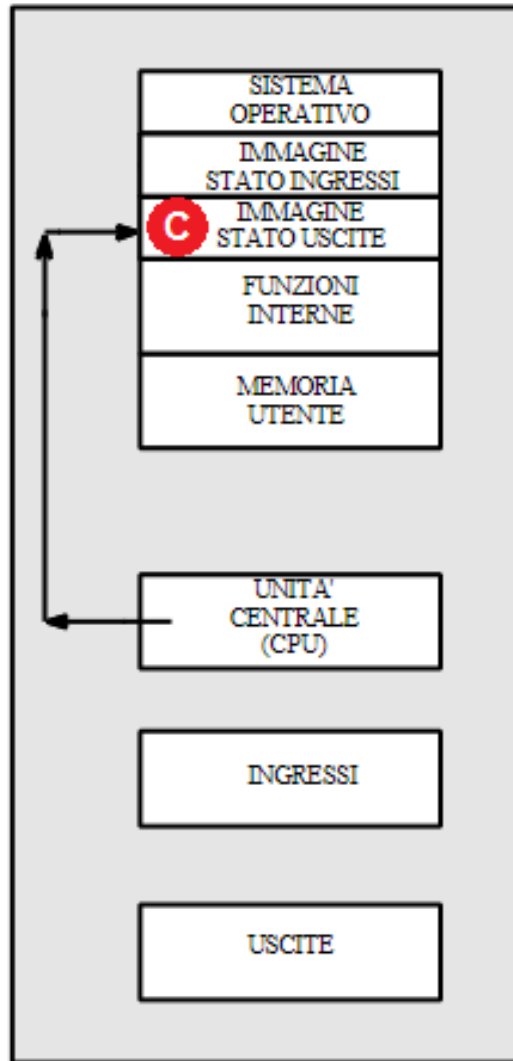 SISTEMA
OPERATIVO
IMMAGINE
STATO INGRESSI
C
IMMAGINE
STATO USCITE
FUNZIONI
INTERNE
MEMORIA
UTENTE
UNITA'
CENTRALE
(CPU)
INGRESSI
USCITE